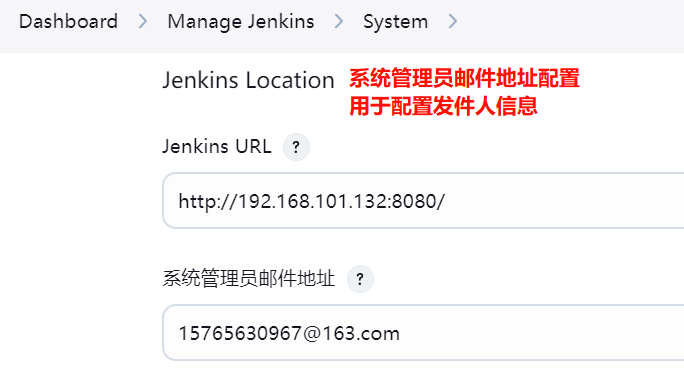 Dashboard > Manage Jenkins > System >
Jenkins Location
系统管理员邮件地址配置
用于配置发件人信息
Jenkins URL ?
http://192.168.101.132:8080/
系统管理员邮件地址 ?
15765630967@163.com